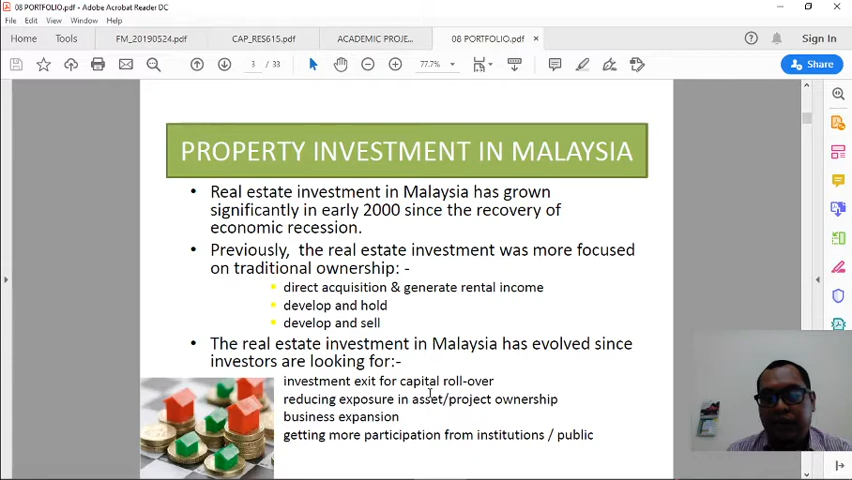 08 PORTFOLIO.pdf - Adobe Acrobat Reader DC
File Edit View Window Help
Home Tools FM_20190524.pdf CAP_RES615.pdf ACADEMIC PROJE... 08 PORTFOLIO.pdf × Sign In
3 / 33 77.7% Share
PROPERTY INVESTMENT IN MALAYSIA
• Real estate investment in Malaysia has grown
significantly in early 2000 since the recovery of
economic recession.
• Previously, the real estate investment was more focused
on traditional ownership: -
direct acquisition & generate rental income
develop and hold
develop and sell
• The real estate investment in Malaysia has evolved since
investors are looking for:-
investment exit for capital roll-over
reducing exposure in asset/project ownership
business expansion
getting more participation from institutions / public